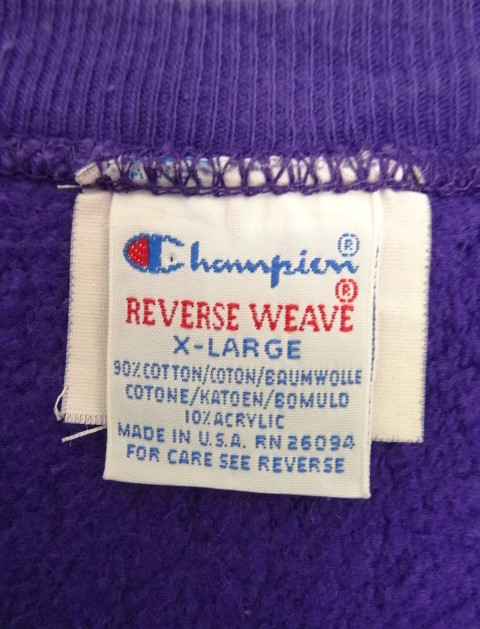 Champion®
REVERSE WEAVE®
X-LARGE
90%COTTON/COTON/BAUMWOLLE
COTONE/KATOEN/BOMULD
10%ACRYLIC
MADE IN U.S.A. RN 26094
FOR CARE SEE REVERSE